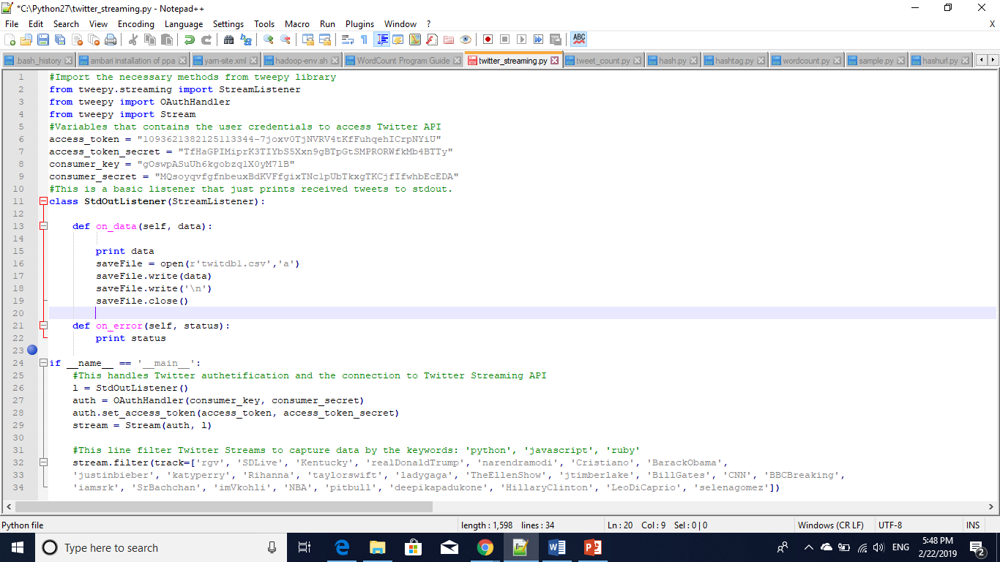 *C:\Python27\twitter_streaming.py - Notepad++
File Edit Search View Encoding Language Settings Tools Macro Run Plugins Window ? X
ABC
.bash_history ambari installation of ppa yarn-site.xml hadoop-env.sh WordCount Program Guide twitter_streaming.py tweet_count.py hash.py hashtag.py wordcount.py sample.py hashurl.py
1 #Import the necessary methods from tweepy library
2 from tweepy.streaming import StreamListener
3 from tweepy import OAuthHandler
4 from tweepy import Stream
5 #Variables that contains the user credentials to access Twitter API
6 access_token = "1093621382125113344-7joxv0TjNVRV4tKfFuhqehICrpNYiU"
7 access_token_secret = "TfHaGPIMiprK3TIYbS5Xxn9gBTpGtSMPRORWfkMb4BTTy"
8 consumer_key = "gOswpASuUh6kgobzqlX0yM7lB"
9 consumer_secret = "MQsoyqvfgfnbeuxBdKVFfgixTNc1pUbTkxgTKCjfIfwhbEcEDA"
10 #This is a basic listener that just prints received tweets to stdout.
11 class StdOutListener(StreamListener):
12
13 def on_data(self, data):
14
15 print data
16 saveFile = open(r'twitdb1.csv','a')
17 saveFile.write(data)
18 saveFile.write('\n')
19 saveFile.close()
20
21 def on_error(self, status):
22 print status
23
24 if __name__ == '__main__':
25 #This handles Twitter authetification and the connection to Twitter Streaming API
26 l = StdOutListener()
27 auth = OAuthHandler(consumer_key, consumer_secret)
28 auth.set_access_token(access_token, access_token_secret)
29 stream = Stream(auth, l)
30
31 #This line filter Twitter Streams to capture data by the keywords: 'python', 'javascript', 'ruby'
32 stream.filter(track=['rgv', 'SDLive', 'Kentucky', 'realDonaldTrump', 'narendramodi', 'Cristiano', 'BarackObama',
33 'justinbieber', 'katyperry', 'Rihanna', 'taylorswift', 'ladygaga', 'TheEllenShow', 'jtimberlake', 'BillGates', 'CNN', 'BBCBreaking',
34 'iamsrk', 'SrBachchan', 'imVkohli', 'NBA', 'pitbull', 'deepikapadukone', 'HillaryClinton', 'LeoDiCaprio', 'selenagomez'])
Python file length : 1,598 lines : 34 Ln : 20 Col : 9 Sel : 0 | 0 Windows (CR LF) UTF-8 INS
Type here to search
ENG
5:48 PM
2/22/2019
2